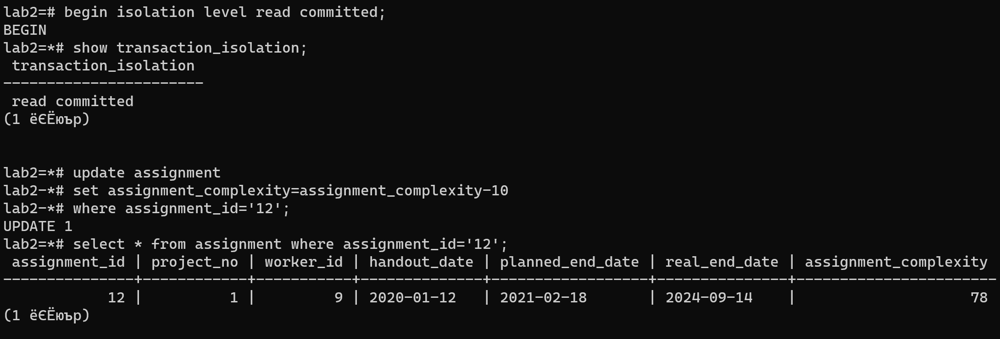 lab2=# begin isolation level read committed;
BEGIN
lab2=*# show transaction_isolation;
 transaction_isolation
-----------------------
 read committed
(1 ёЄЁюър)
lab2=*# update assignment
lab2-*# set assignment_complexity=assignment_complexity-10
lab2-*# where assignment_id='12';
UPDATE 1
lab2=*# select * from assignment where assignment_id='12';
 assignment_id | project_no | worker_id | handout_date | planned_end_date | real_end_date | assignment_complexity
---------------+------------+-----------+--------------+------------------+---------------+-----------------------
            12 |          1 |         9 | 2020-01-12   | 2021-02-18       | 2024-09-14    |                    78
(1 ёЄЁюър)